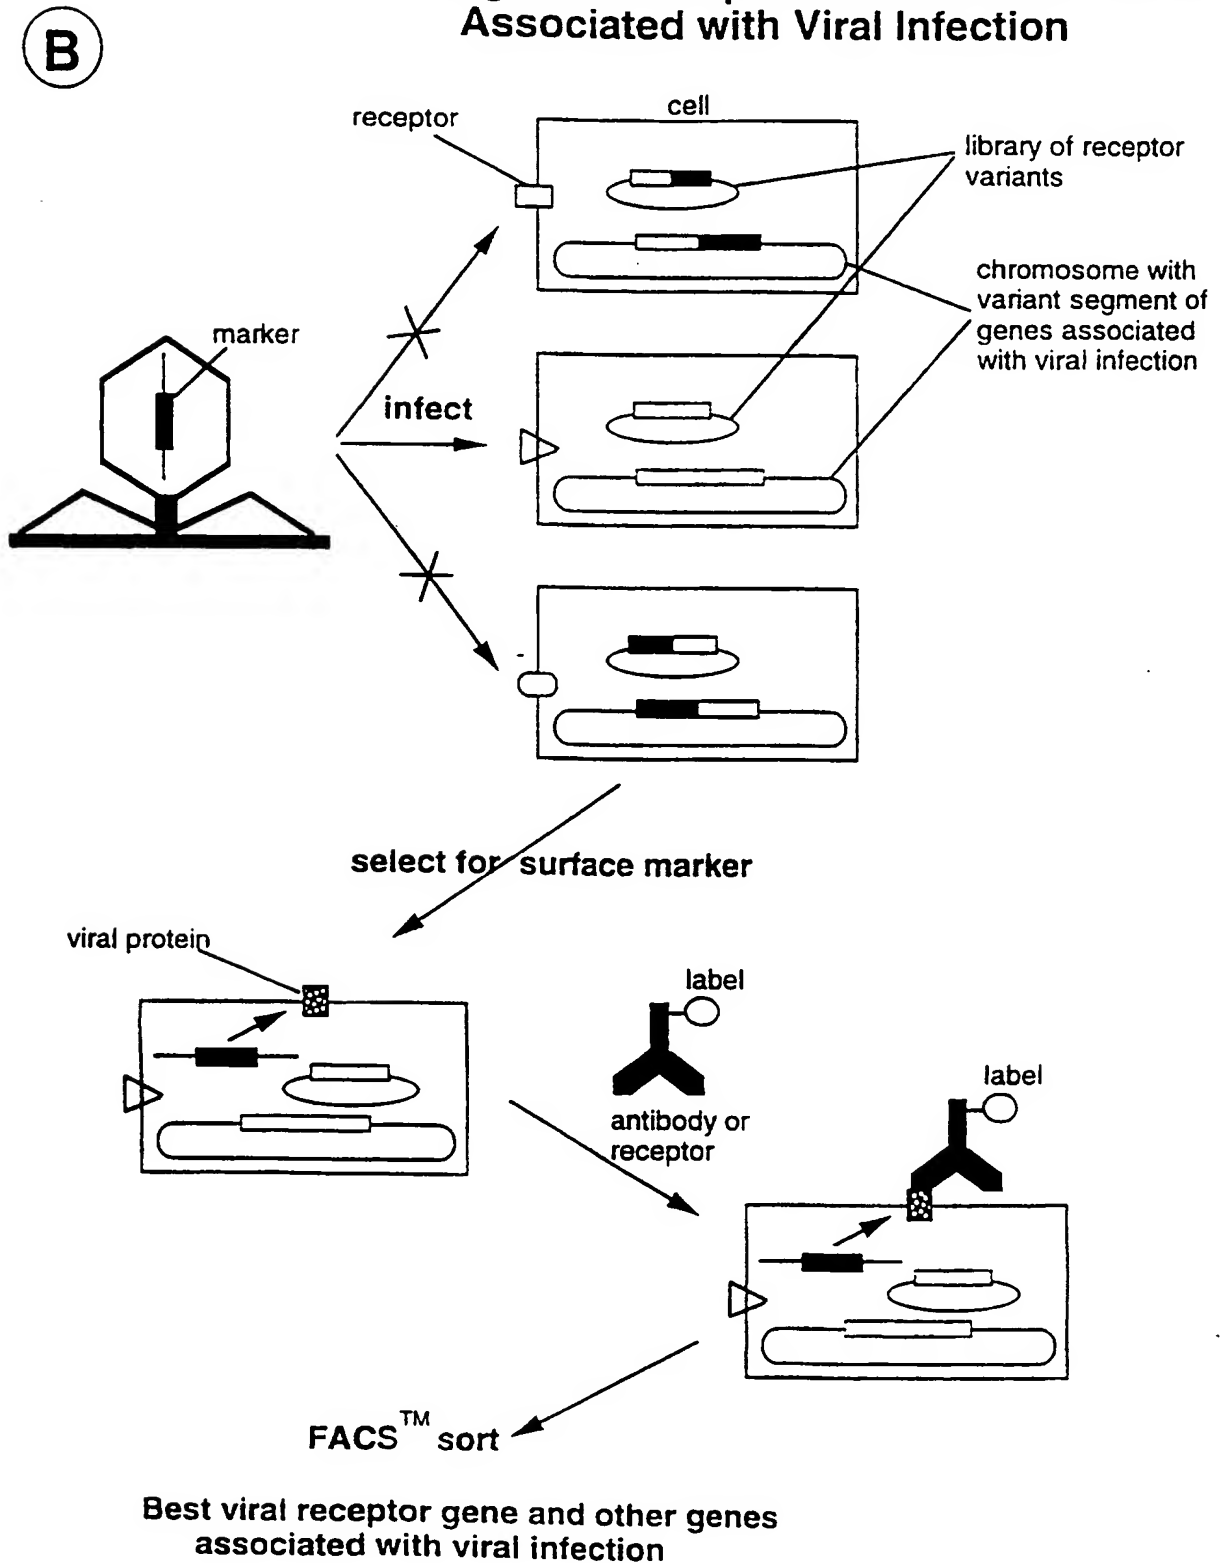 Associated with Viral Infection
B
cell
receptor
library of receptor
variants
chromosome with
variant segment of
genes associated
with viral infection
marker
infect
select for surface marker
viral protein
label
antibody or
receptor
label
FACS™ sort
Best viral receptor gene and other genes
associated with viral infection